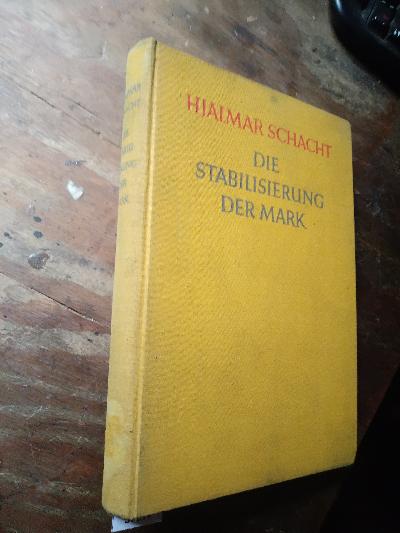 HJALMAR SCHACHT
DIE
STABILISIERUNG
DER MARK